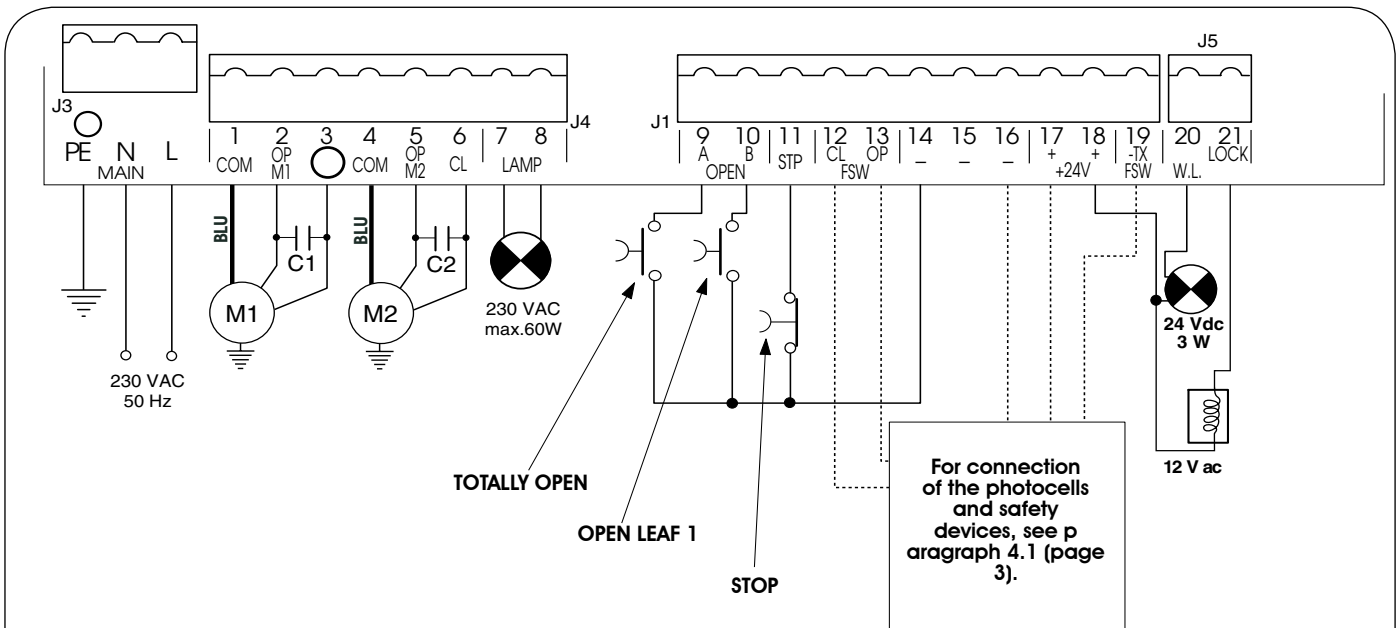 J5
J3
J4
J1
1 2 3 4 5 6 7 8
9 10 11 12 13 14 15 16 17 18 19 20 21
PE N L
MAIN
COM OP M1 COM OP M2 CL LAMP
A B STP CL OP – – – + + -TX LOCK
OPEN FSW +24V FSW W.L.
BLU BLU
C1 C2
M1 M2
230 VAC
max.60W
24 Vdc
3 W
230 VAC
50 Hz
12 V ac
TOTALLY OPEN
OPEN LEAF 1
STOP
For connection
of the photocells
and safety
devices, see p
aragraph 4.1 (page
3).